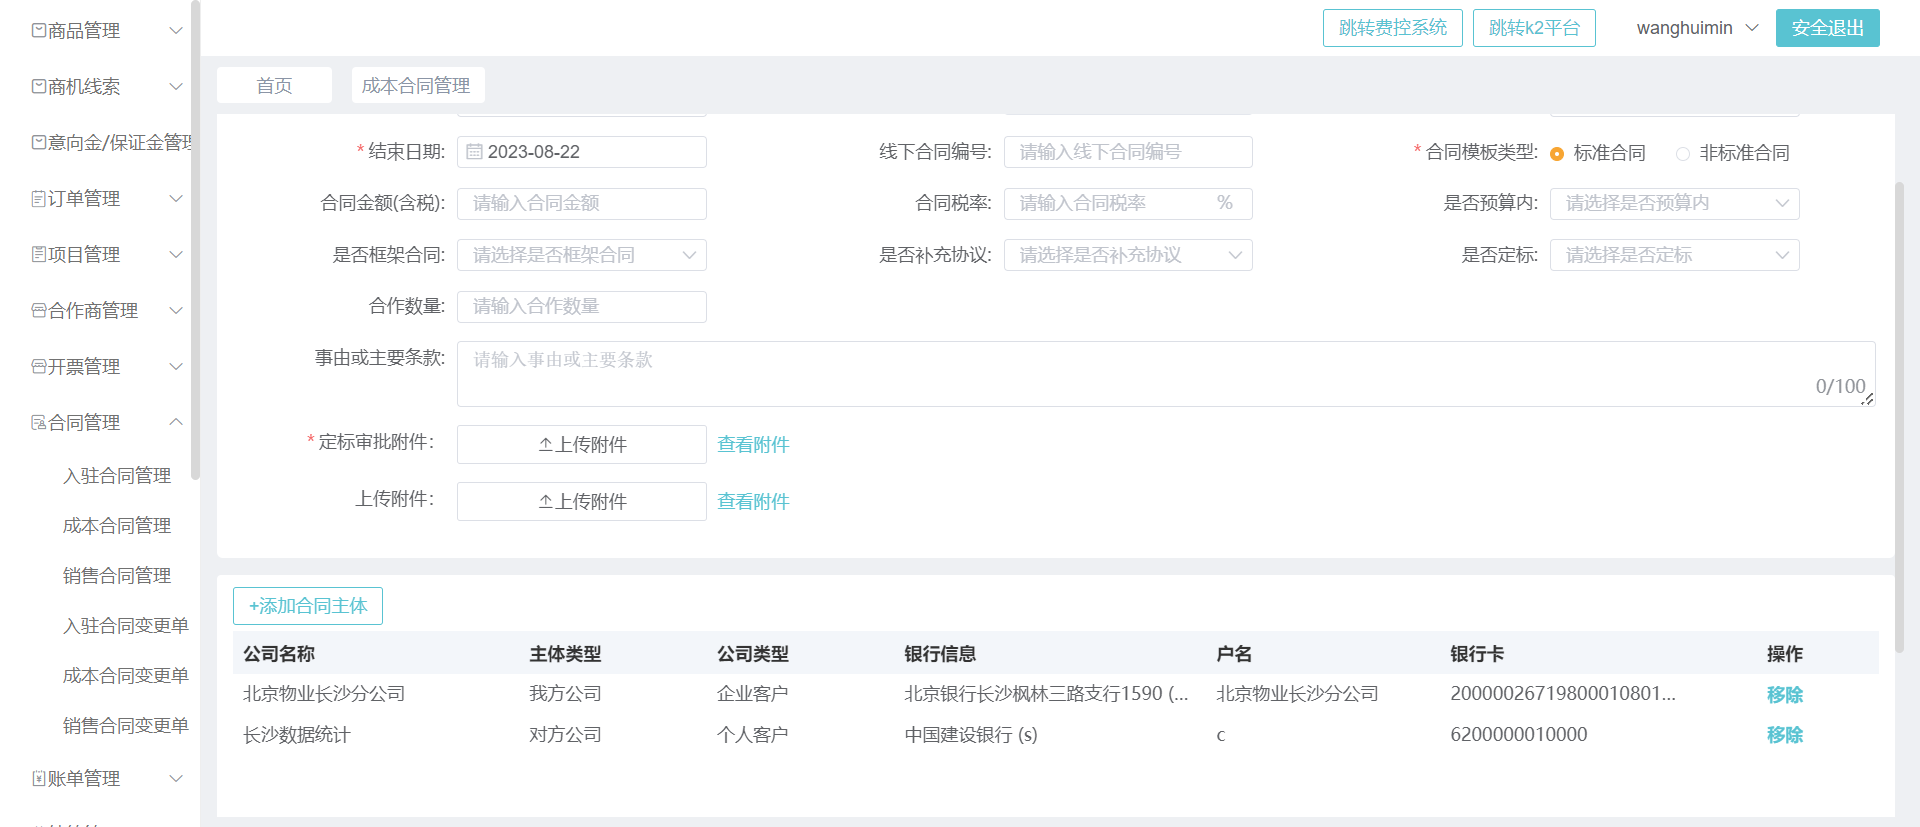 跳转费控系统 跳转k2平台 wanghuimin 安全退出
首页 成本合同管理
商品管理
商机线索
意向金/保证金管理
订单管理
项目管理
合作商管理
开票管理
合同管理
入驻合同管理
成本合同管理
销售合同管理
入驻合同变更单
成本合同变更单
销售合同变更单
账单管理
*结束日期: 2023-08-22 线下合同编号: 请输入线下合同编号 *合同模板类型: 标准合同 非标准合同
合同金额(含税): 请输入合同金额 合同税率: 请输入合同税率 % 是否预算内: 请选择是否预算内
是否框架合同: 请选择是否框架合同 是否补充协议: 请选择是否补充协议 是否定标: 请选择是否定标
合作数量: 请输入合作数量
事由或主要条款: 请输入事由或主要条款
0/100
*定标审批附件: 上传附件 查看附件
上传附件: 上传附件 查看附件
+添加合同主体
公司名称 主体类型 公司类型 银行信息 户名 银行卡 操作
北京物业长沙分公司 我方公司 企业客户 北京银行长沙枫林三路支行1590 (... 北京物业长沙分公司 20000026719800010801... 移除
长沙数据统计 对方公司 个人客户 中国建设银行 (s) c 6200000010000 移除